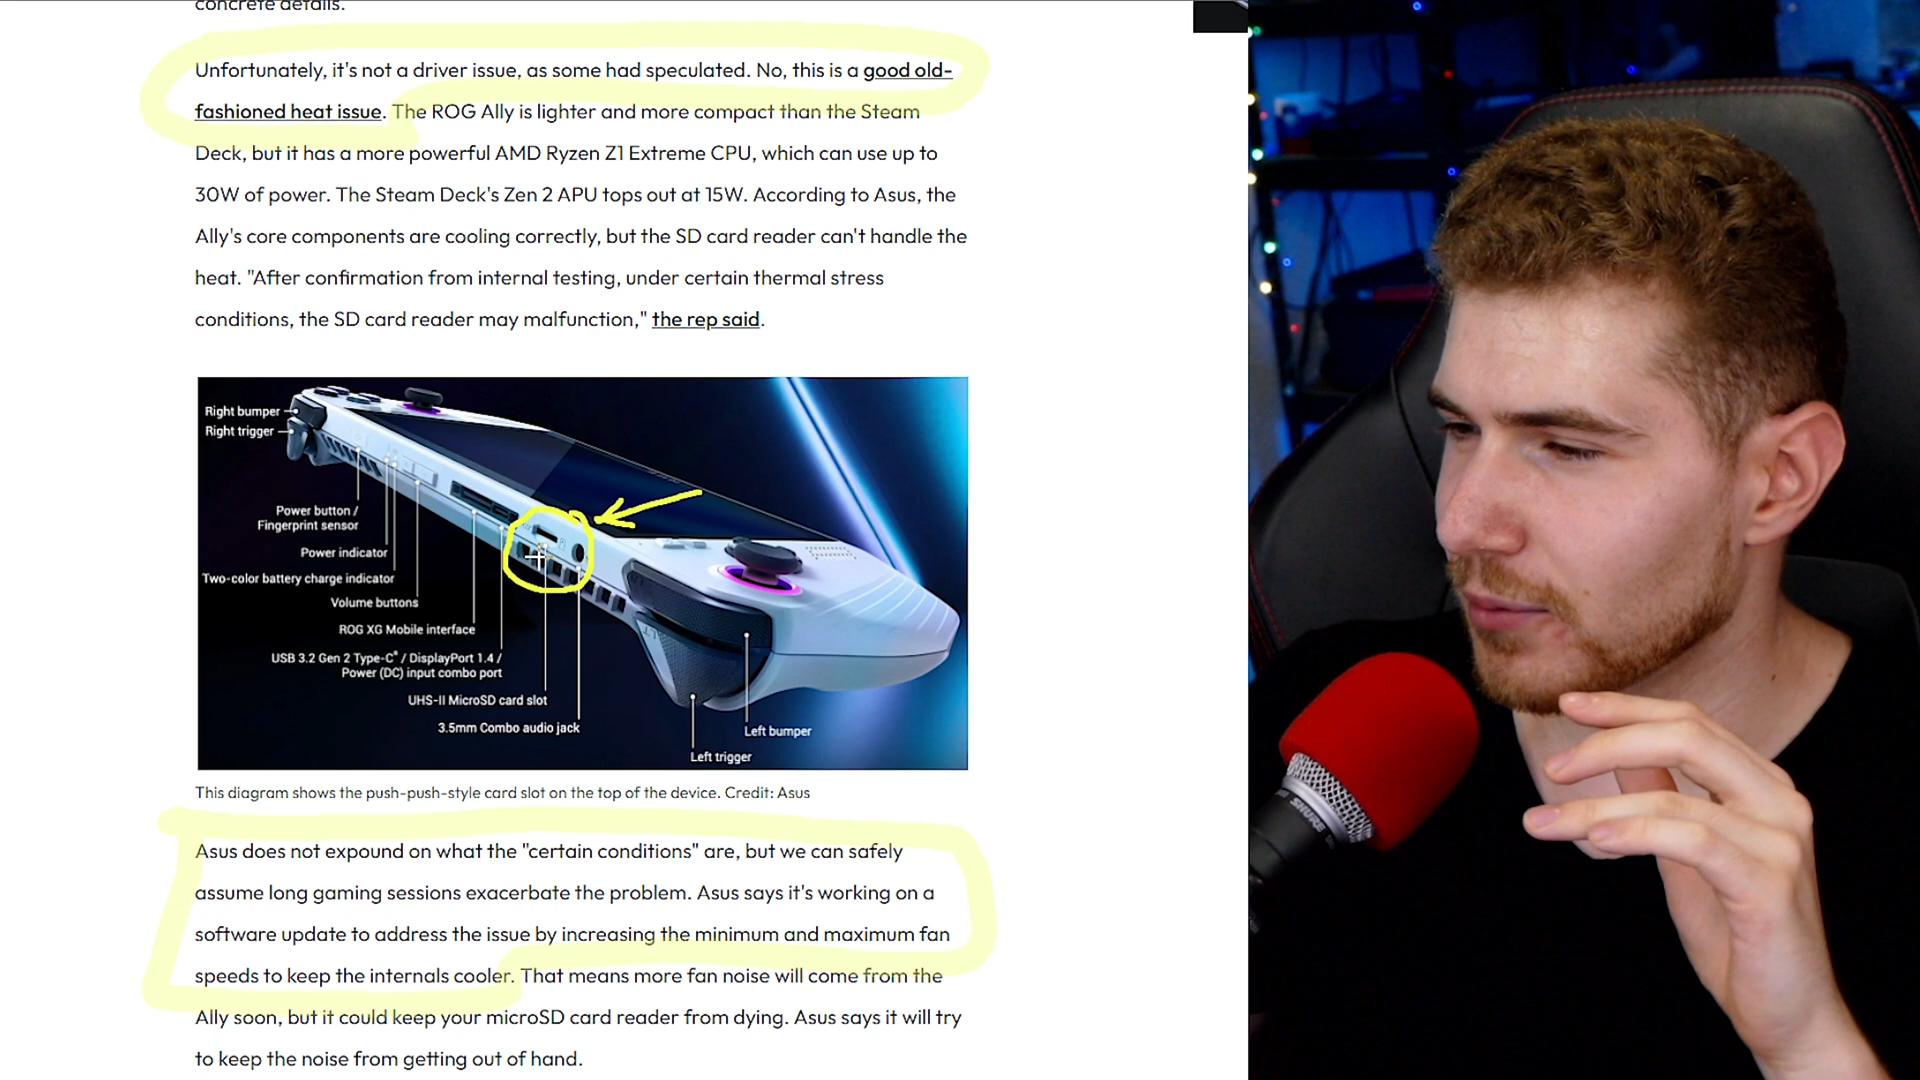 concrete details.
Unfortunately, it's not a driver issue, as some had speculated. No, this is a good old-
fashioned heat issue. The ROG Ally is lighter and more compact than the Steam
Deck, but it has a more powerful AMD Ryzen Z1 Extreme CPU, which can use up to
30W of power. The Steam Deck's Zen 2 APU tops out at 15W. According to Asus, the
Ally's core components are cooling correctly, but the SD card reader can't handle the
heat. "After confirmation from internal testing, under certain thermal stress
conditions, the SD card reader may malfunction," the rep said.
Right bumper
Right trigger
Power button /
Fingerprint sensor
Power indicator
Two-color battery charge indicator
Volume buttons
ROG XG Mobile interface
USB 3.2 Gen 2 Type-C® / DisplayPort 1.4 /
Power (DC) input combo port
UHS-II MicroSD card slot
3.5mm Combo audio jack
Left bumper
Left trigger
This diagram shows the push-push-style card slot on the top of the device. Credit: Asus
Asus does not expound on what the "certain conditions" are, but we can safely
assume long gaming sessions exacerbate the problem. Asus says it's working on a
software update to address the issue by increasing the minimum and maximum fan
speeds to keep the internals cooler. That means more fan noise will come from the
Ally soon, but it could keep your microSD card reader from dying. Asus says it will try
to keep the noise from getting out of hand.
SHURE